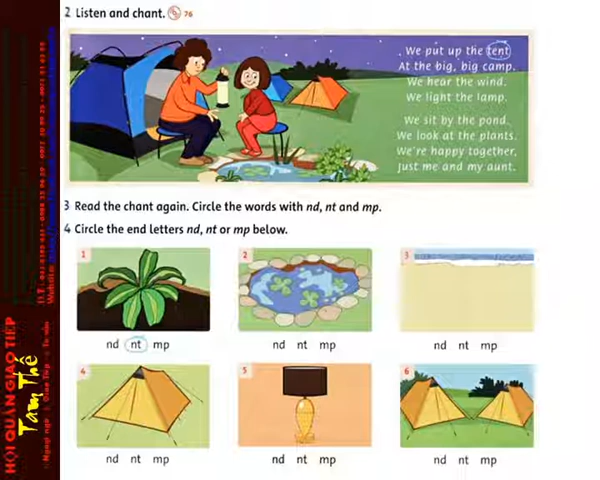 2 Listen and chant. 76
We put up the tent
At the big, big camp.
We hear the wind.
We light the lamp.
We sit by the pond.
We look at the plants.
We're happy together,
Just me and my aunt.
3 Read the chant again. Circle the words with nd, nt and mp.
4 Circle the end letters nd, nt or mp below.
1
2
3
nd nt mp
nd nt mp
nd nt mp
4
5
6
nd nt mp
nd nt mp
nd nt mp
HỘI QUÁN GIAO TIẾP
Tam Thể